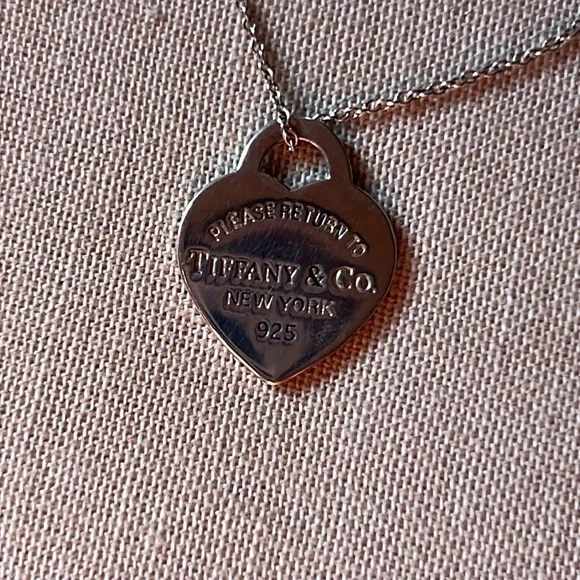 PLEASE RETURN TO
TIFFANY & CO.
NEW YORK
925